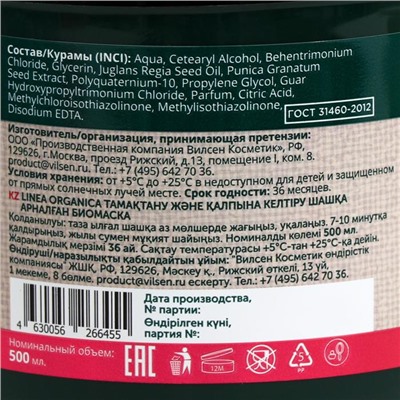 Состав/Курамы (INCI): Aqua, Cetearyl Alcohol, Behentrimonium
Chloride, Glycerin, Juglans Regia Seed Oil, Punica Granatum
Seed Extract, Polyquaternium-10, Propylene Glycol, Guar
Hydroxypropyltrimonium Chloride, Parfum, Citric Acid,
Methylchloroisothiazolinone, Methylisothiazolinone,
Disodium EDTA.
ГОСТ 31460-2012
Изготовитель/организация, принимающая претензии:
ООО «Производственная компания Вилсен Косметик», РФ,
129626, г.Москва, проезд Рижский, д.13, помещение I, ком. 8.
product@vilsen.ru +7 (495) 642 70 36.
Условия хранения: от +5°C до +25°C в недоступном для детей и защищенном
от прямых солнечных лучей месте. Срок годности: 36 месяцев.
KZ LINEA ORGANICA ТАМАҚТАНУ ЖӘНЕ ҚАЛПЫНА КЕЛТІРУ ШАШҚА
АРНАЛҒАН БИОМАСКА
Қолданылуы: таза ылғал шашқа аз мөлшерде жағыңыз, уқалаңыз. 7-10 минутқа
қалдырыңыз, жылы сумен мұқият шайыңыз. Номиналды көлемі 500 мл.
Жарамдылық мерзімі 36 ай. Сақтау температурасы +5°C-тан +25°C-қа дейін.
Өндіруші/наразылықты қабылдайтын ұйым: "Вилсен Косметик өндірістік
компаниясы" ЖШҚ, РФ, 129626, Мәскеу қ., Рижский өткелі, 13 үй,
1 мекеме, 8 бөлме. product@vilsen.ru +7 (495) 642 70 36.
4 630056 266455
Дата производства,
№ партии:
Өндірілген күні,
партия №:
Номинальный объем:
500 мл.
EAC
12M
5
PP